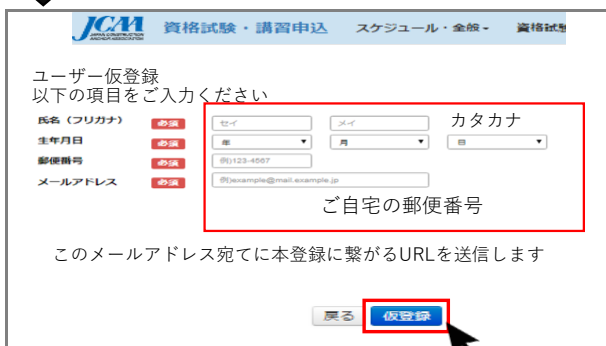 JCM 資格試験・講習申込 スケジュール・全般 資格試験
JAPAN CONSTRUCTION
ANCHOR ASSOCIATION
ユーザー仮登録
以下の項目をご入力ください
氏名（フリガナ） 必須 セイ メイ カタカナ
生年月日 必須 年 月 日
郵便番号 必須 例)123-4567
メールアドレス 必須 例)example@mail.example.jp
ご自宅の郵便番号
このメールアドレス宛てに本登録に繋がるURLを送信します
戻る 仮登録